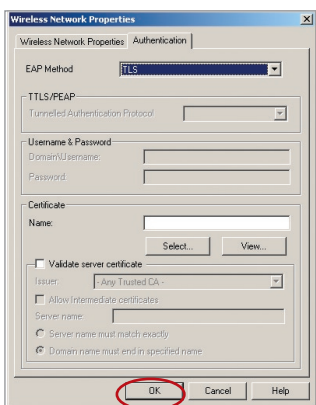 Wireless Network Properties
Wireless Network Properties Authentication
EAP Method TLS
TTLS/PEAP
Tunnelled Authentication Protocol
Username & Password
Domain\Username:
Password:
Certificate
Name:
Select... View...
Validate server certificate
Issuer: - Any Trusted CA -
Allow Intermediate certificates
Server name:
Server name must match exactly
Domain name must end in specified name
OK Cancel Help